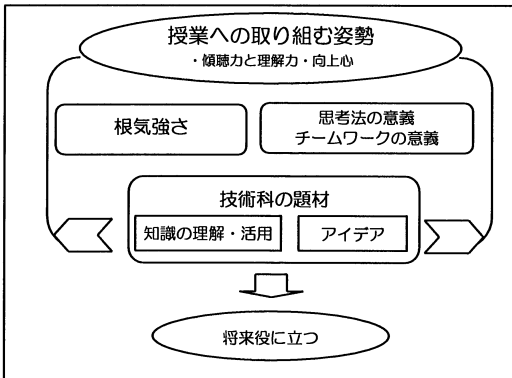 授業への取り組む姿勢
・傾聴力と理解力・向上心
根気強さ
思考法の意義
チームワークの意義
技術科の題材
知識の理解・活用
アイデア
将来役に立つ